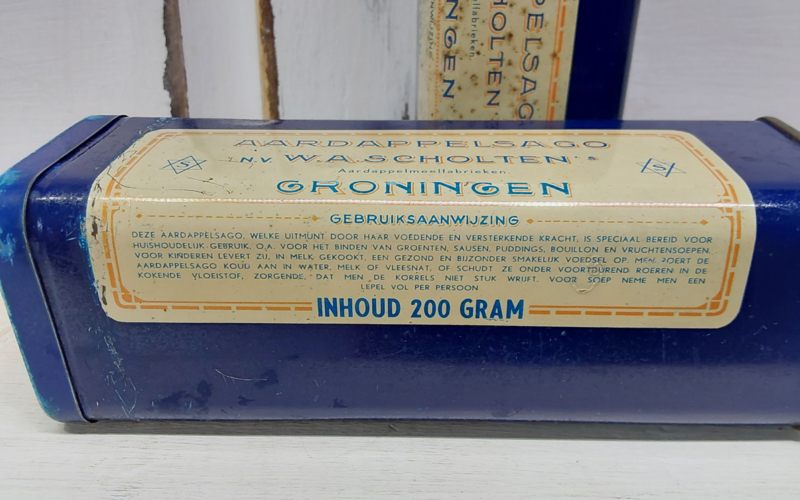 AARDAPPELSAGO
N.V. W.A. SCHOLTEN'S
Aardappelmeelfabrieken.
GRONINGEN
S
S
GEBRUIKSAANWIJZING
DEZE AARDAPPELSAGO, WELKE UITMUNT DOOR HAAR VOEDENDE EN VERSTERKENDE KRACHT, IS SPECIAAL BEREID VOOR
HUISHOUDELIJK GEBRUIK, O.A. VOOR HET BINDEN VAN GROENTEN, SAUSEN, PUDDINGS, BOUILLON EN VRUCHTENSOEPEN.
VOOR KINDEREN LEVERT ZIJ, IN MELK GEKOOKT, EEN GEZOND EN BIJZONDER SMAKELIJK VOEDSEL OP. MEN ROERT DE
AARDAPPELSAGO KOUD AAN IN WATER, MELK OF VLEESNAT, OF SCHUDT ZE ONDER VOORTDUREND ROEREN IN DE
KOKENDE VLOEISTOF, ZORGENDE, DAT MEN DE KORRELS NIET STUK WRIJFT. VOOR SOEP NEME MEN EEN
LEPEL VOL PER PERSOON
INHOUD 200 GRAM
PELSAG
HOLTEN
fabrieken.
NGEN